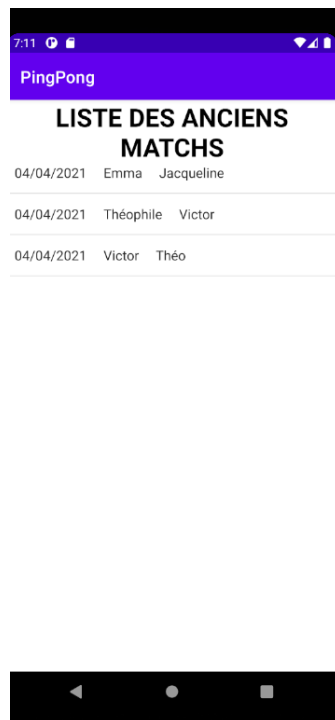 7:11
PingPong
LISTE DES ANCIENS
MATCHS
04/04/2021 Emma Jacqueline
04/04/2021 Théophile Victor
04/04/2021 Victor Théo